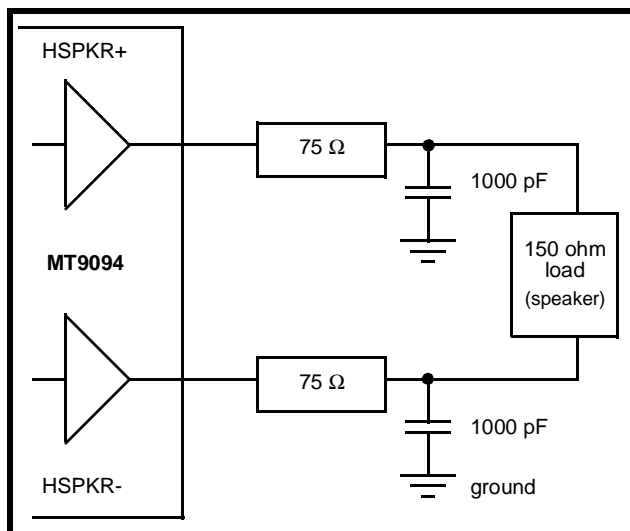 HSPKR+
75 Ω
1000 pF
MT9094
150 ohm
load
(speaker)
75 Ω
1000 pF
HSPKR-
ground